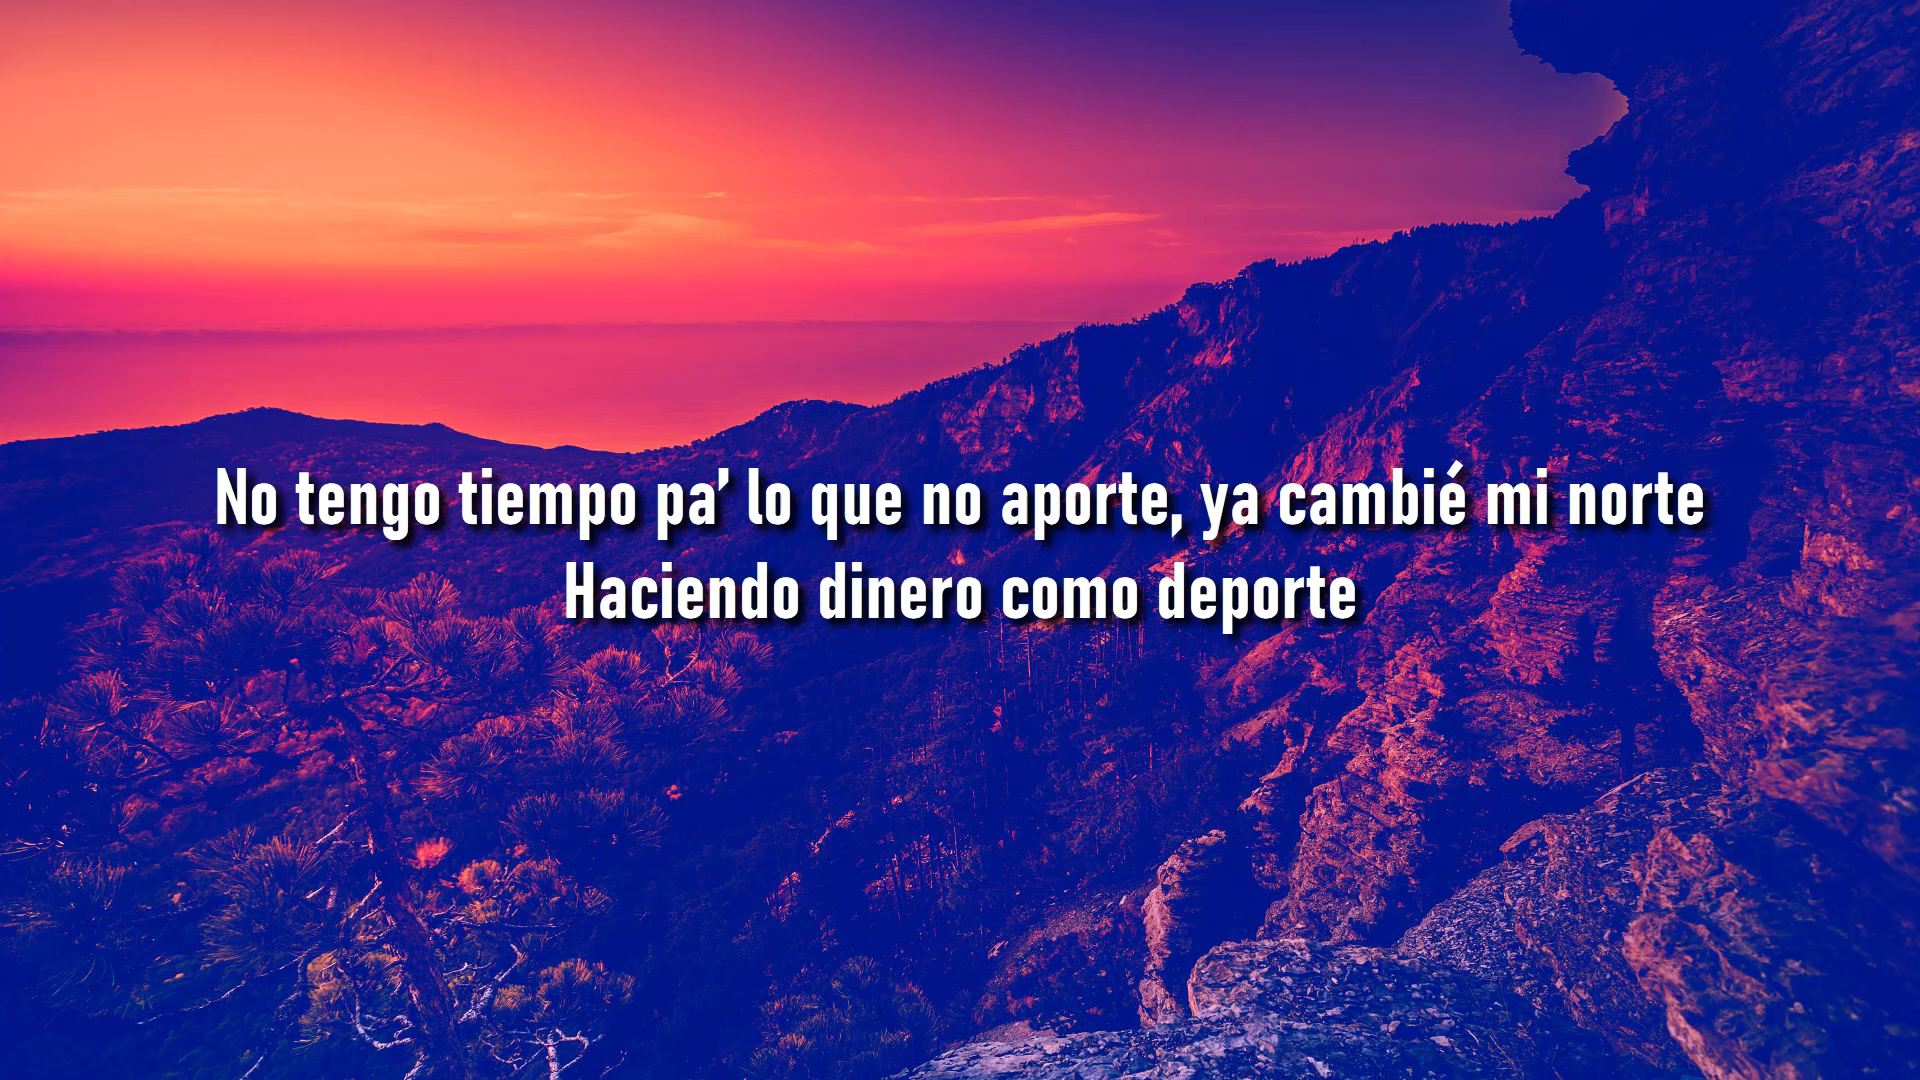 No tengo tiempo pa’ lo que no aporte, ya cambié mi norte
Haciendo dinero como deporte